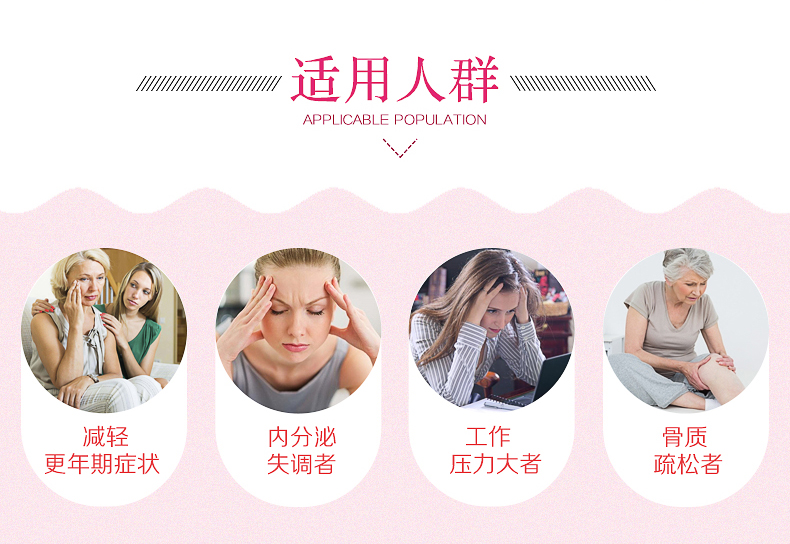 适用人群
APPLICABLE POPULATION
减轻
更年期症状
内分泌
失调者
工作
压力大者
骨质
疏松者